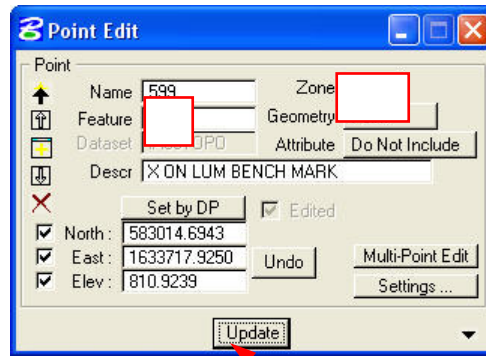 Point Edit
Point
Name 599 Zone
Feature Geometry
Dataset Attribute Do Not Include
Descr X ON LUM BENCH MARK
Set by DP Edited
North : 583014.6943
East : 1633717.9250 Undo Multi-Point Edit
Elev : 810.9239 Settings ...
Update